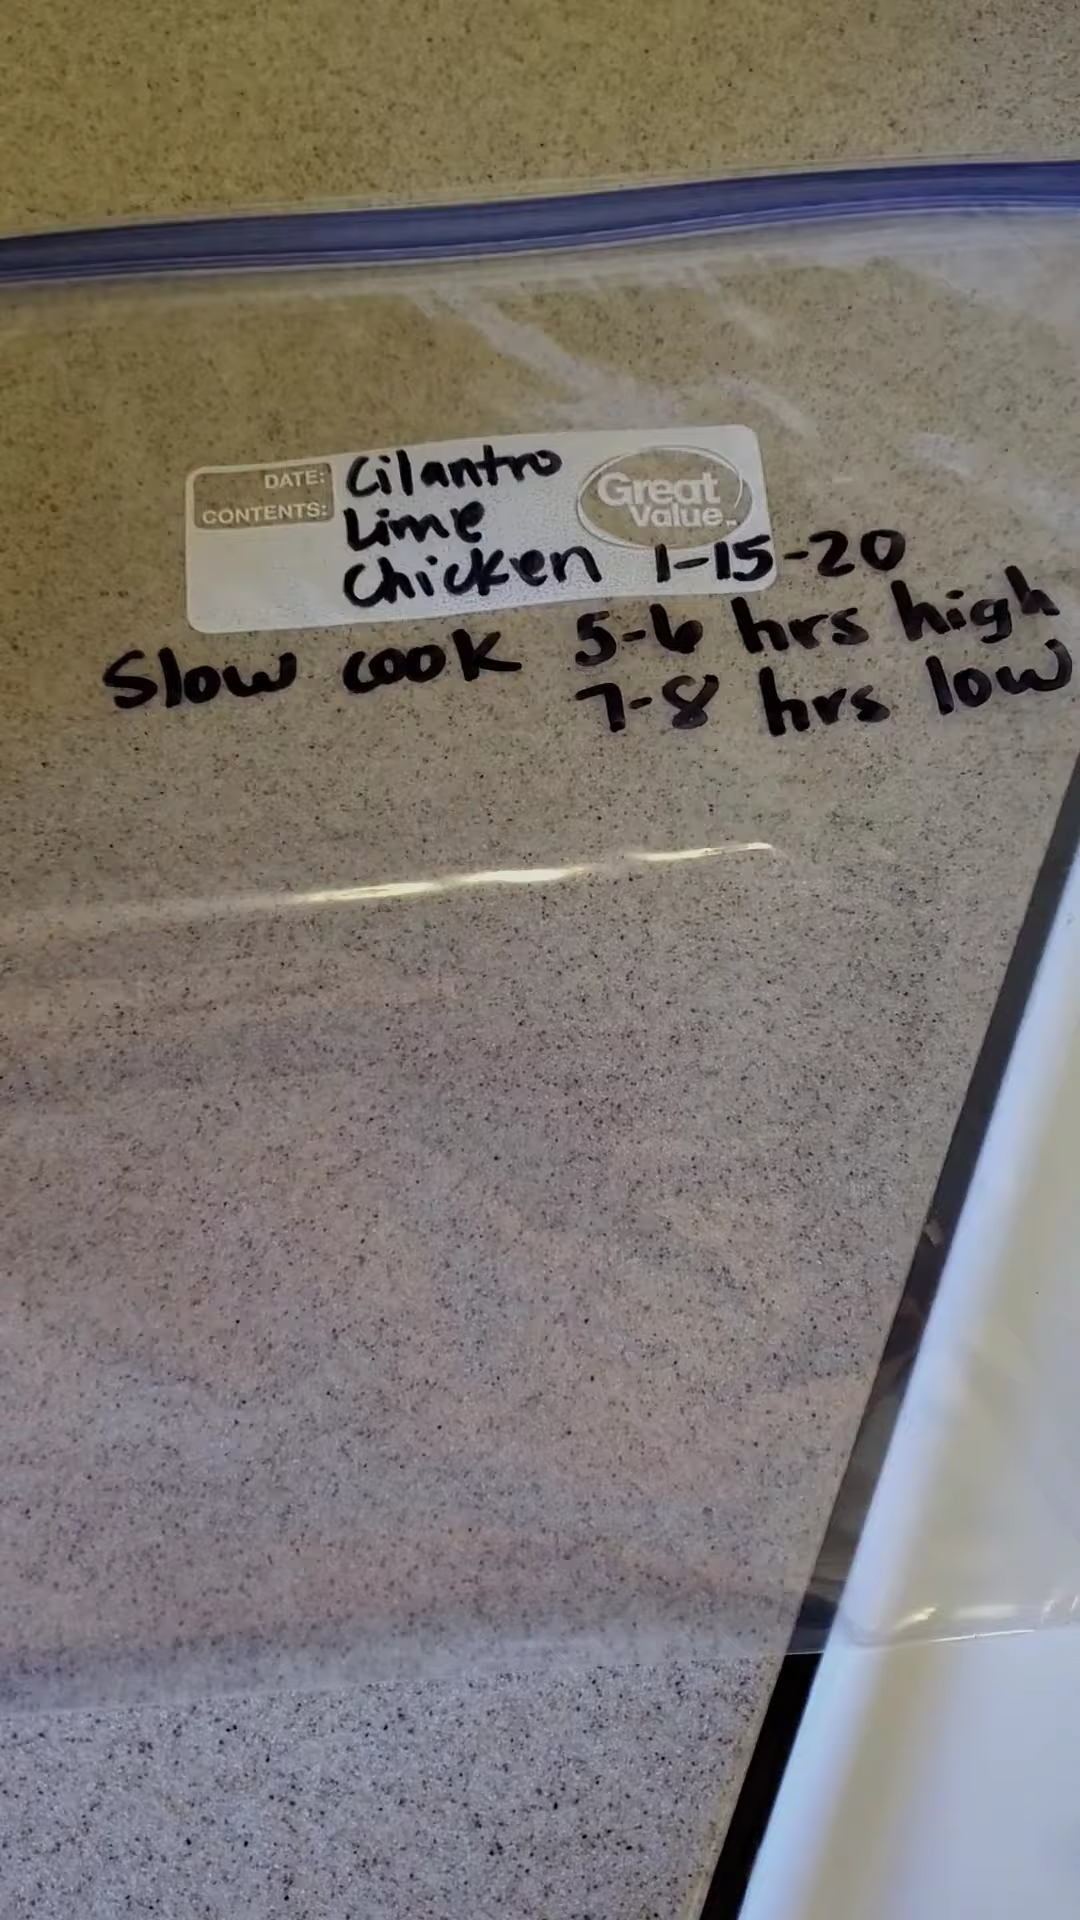 DATE: Cilantro Great
CONTENTS: Lime Value
Chicken 1-15-20
Slow cook 5-6 hrs high
7-8 hrs low